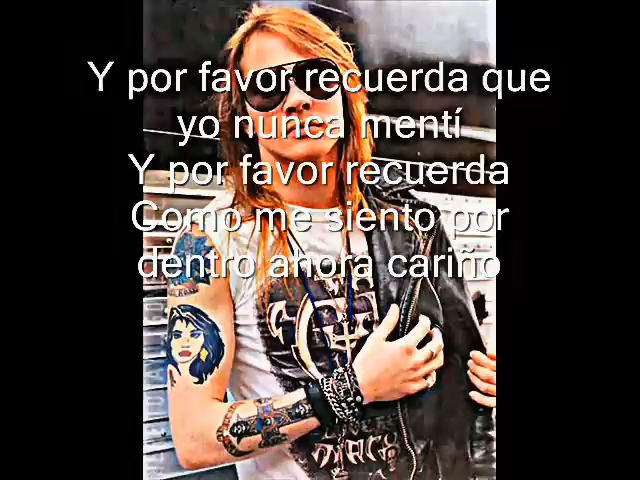 Y por favor recuerda que
yo nunca mentí
Y por favor recuerda
Como me siento por
dentro ahora cariño